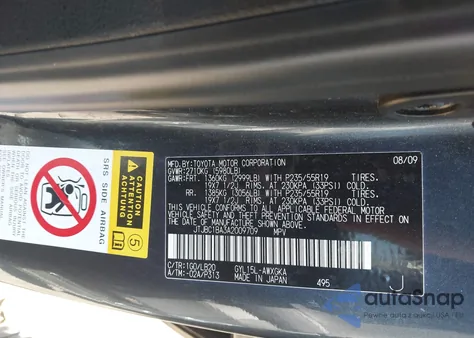 SRS SIDE AIRBAG
CAUTION
ACHTUNG
ATTENTION
MFD.BY:TOYOTA MOTOR CORPORATION 08/09
GVWR:2710KG (5980LB)
GAWR:FRT. 1360KG (2999LB) WITH P235/55R19 TIRES.
19X7 1/2J RIMS. AT 230KPA (33PSI) COLD.
RR. 1385KG (3056LB) WITH P235/55R19 TIRES.
19X7 1/2J RIMS. AT 230KPA (33PSI) COLD.
THIS VEHICLE CONFORMS TO ALL APPLICABLE FEDERAL MOTOR
VEHICLE SAFETY AND THEFT PREVENTION STANDARDS IN
EFFECT ON THE DATE OF MANUFACTURE SHOWN ABOVE.
JTJBC1BA3A2009709 MPV
C/TR:1G0/LB20 GYL15L-AWXGKA
A/TM:-02A/P313 MADE IN JAPAN 495 J
autoSnap